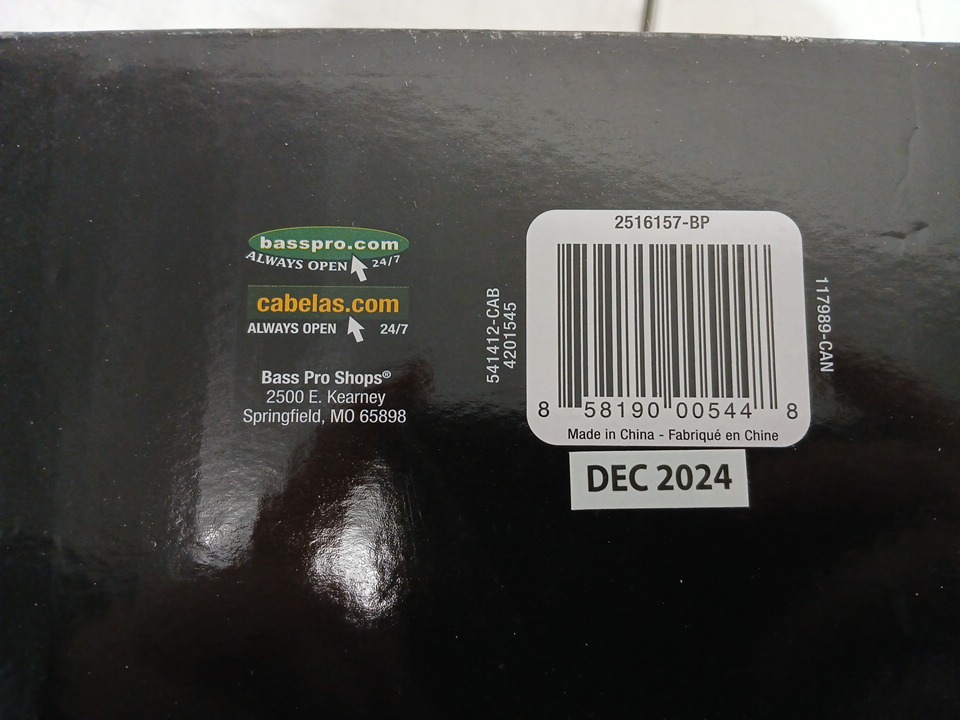 basspro.com
ALWAYS OPEN 24/7
cabelas.com
ALWAYS OPEN 24/7
Bass Pro Shops®
2500 E. Kearney
Springfield, MO 65898
541412-CAB
4201545
2516157-BP
8 58190 00544 8
Made in China - Fabriqué en Chine
117989-CAN
DEC 2024